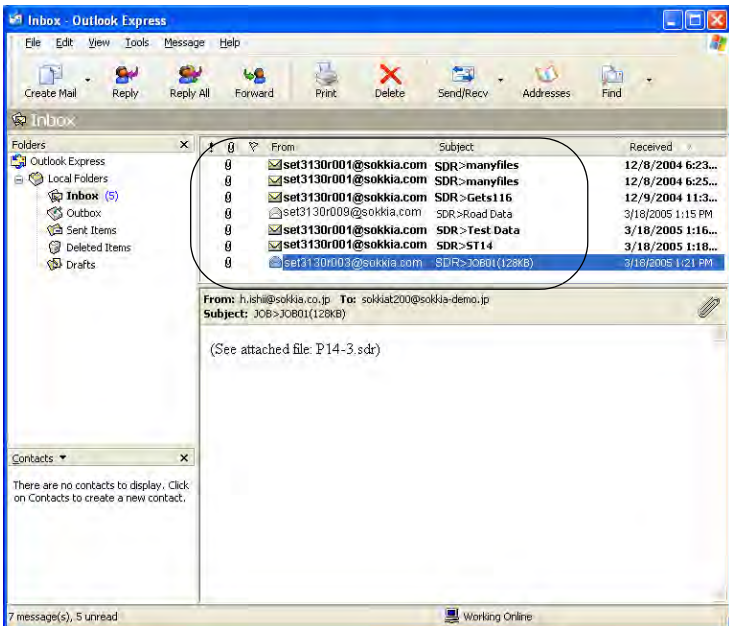 Inbox - Outlook Express
File Edit View Tools Message Help
Create Mail Reply Reply All Forward Print Delete Send/Recv Addresses Find
Inbox
Folders
Outlook Express
Local Folders
Inbox (5)
Outbox
Sent Items
Deleted Items
Drafts
! From Subject Received
set3130r001@sokkia.com SDR>manyfiles 12/8/2004 6:23...
set3130r001@sokkia.com SDR>manyfiles 12/8/2004 6:25...
set3130r001@sokkia.com SDR>Gets116 12/9/2004 11:3...
set3130r009@sokkia.com SDR>Road Data 3/18/2005 1:15 PM
set3130r001@sokkia.com SDR>Test Data 3/18/2005 1:16...
set3130r001@sokkia.com SDR>ST14 3/18/2005 1:18...
set3130r003@sokkia.com SDR>JOB01(128KB) 3/18/2005 1:21 PM
From: h.ishii@sokkia.co.jp To: sokkiat200@sokkia-demo.jp
Subject: JOB>JOB01(128KB)
(See attached file: P14-3.sdr)
Contacts
There are no contacts to display. Click
on Contacts to create a new contact.
7 message(s), 5 unread
Working Online